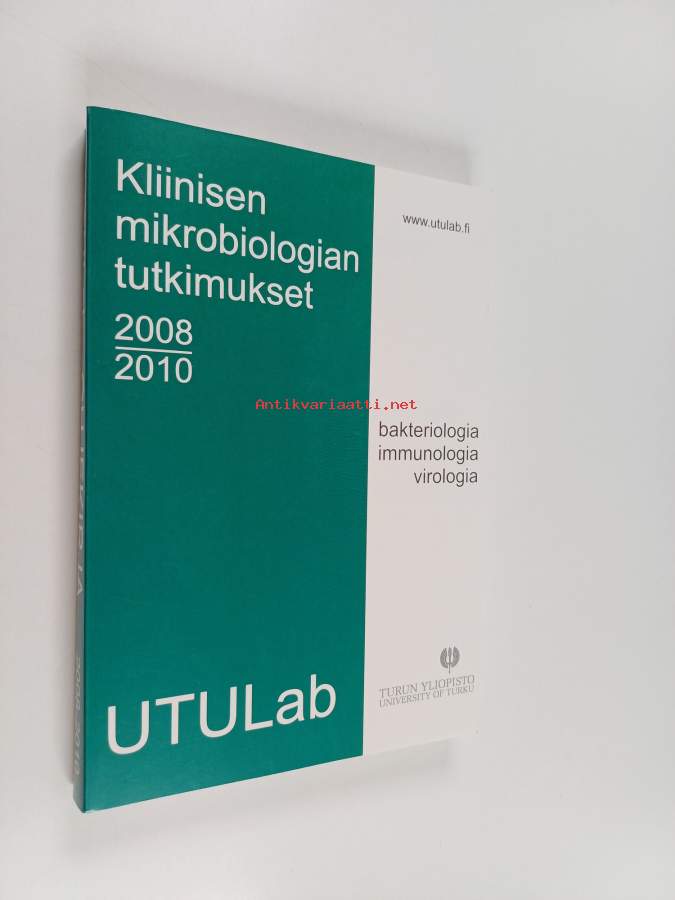 Kliinisen
mikrobiologian
tutkimukset
2008
2010
www.utulab.fi
Antikvariaatti.net
bakteriologia
immunologia
virologia
TURUN YLIOPISTO
UNIVERSITY OF TURKU
UTULab